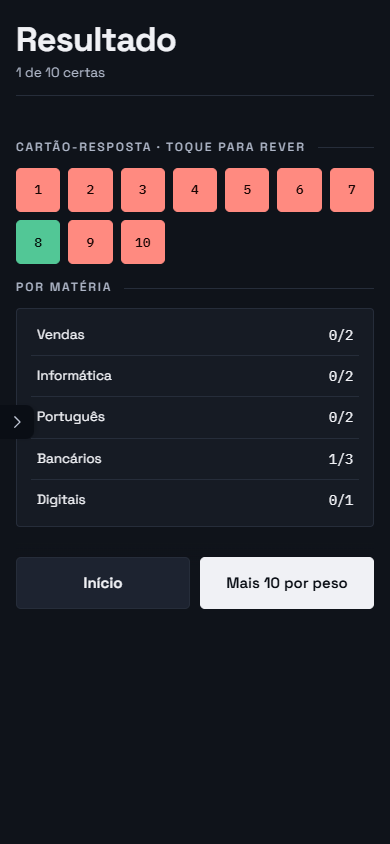 Resultado
1 de 10 certas
CARTÃO-RESPOSTA · TOQUE PARA REVER
1 2 3 4 5 6 7
8 9 10
POR MATÉRIA
Vendas 0/2
Informática 0/2
Português 0/2
Bancários 1/3
Digitais 0/1
Início Mais 10 por peso